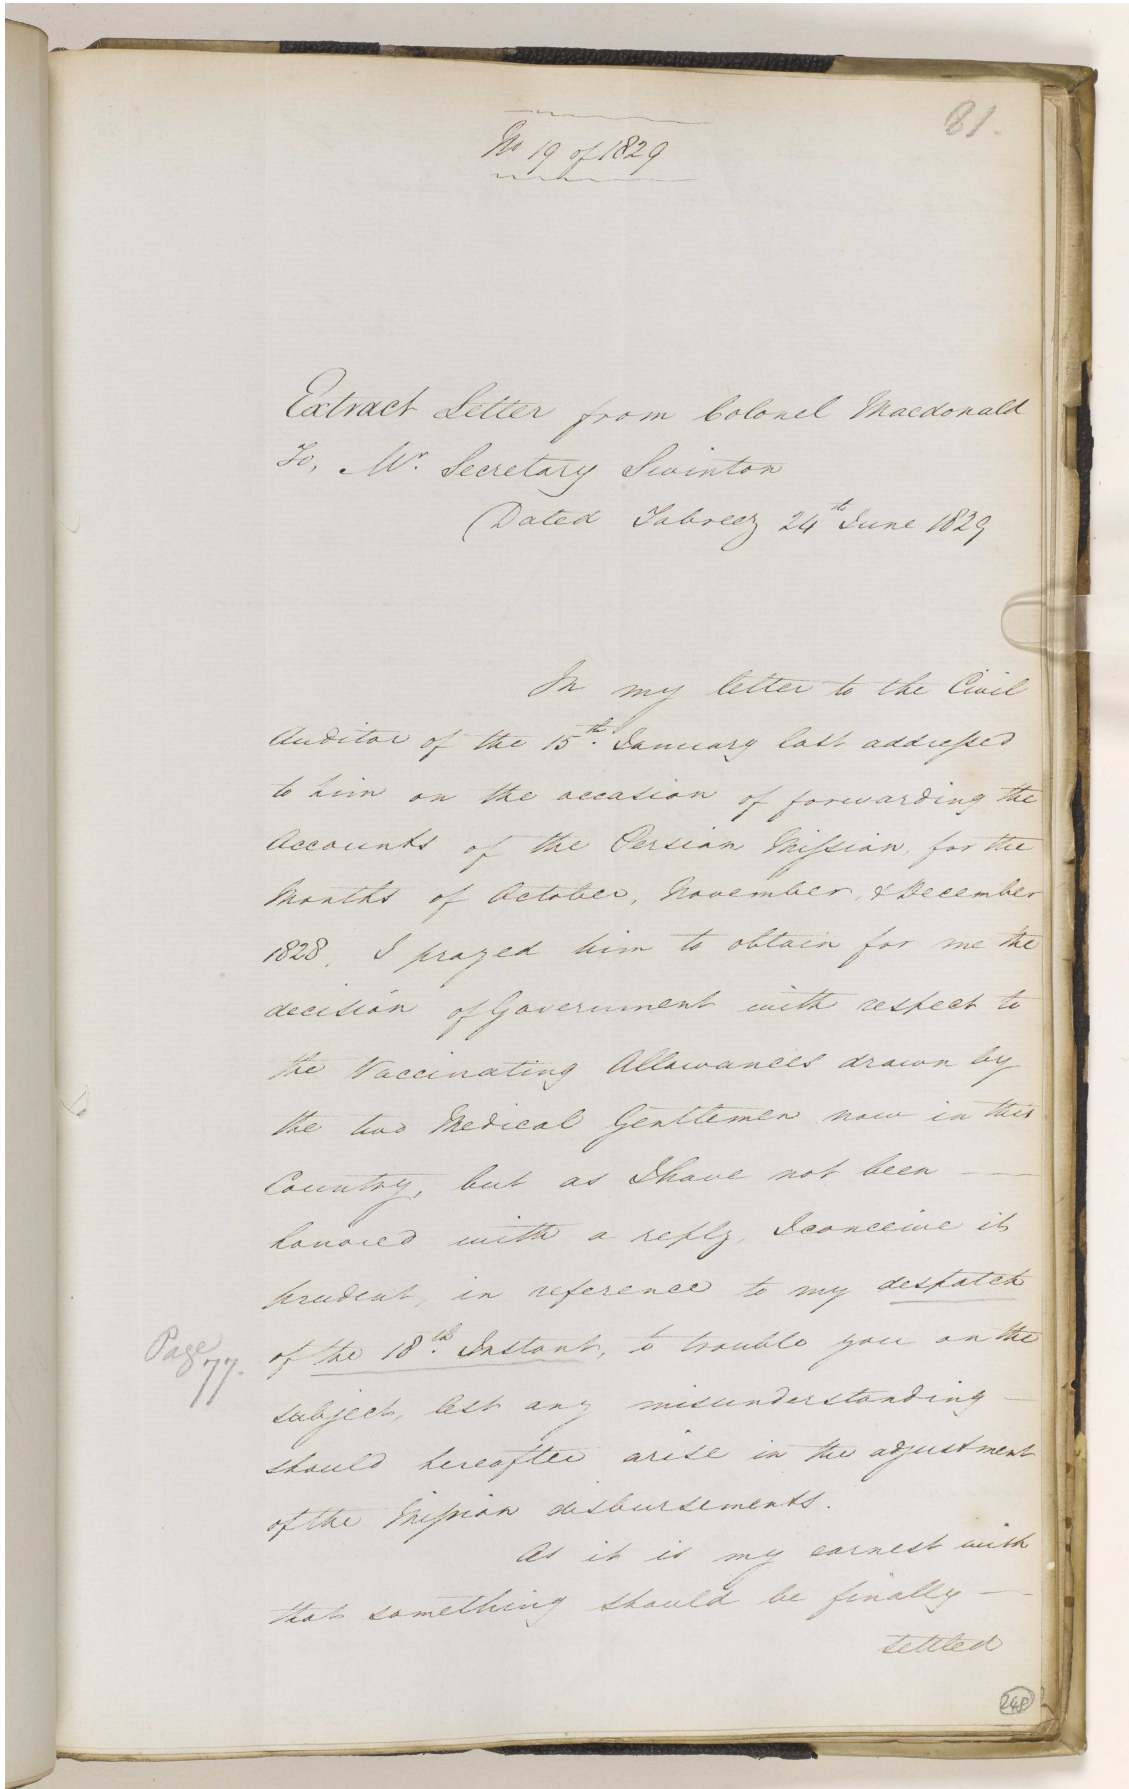 81.
No 19 of 1829
Extract Letter from Colonel Macdonald
To, Mr. Secretary Swinton
Dated Tabreez 24th June 1829
In my letter to the Civil
Auditor of the 15th. January last addressed
to him on the occasion of forwarding the
Accounts of the Persian Mission, for the
Months of October, November, & December
1828, I prayed him to obtain for me the
decision of Government with respect to
the Vaccinating Allowances drawn by
the two Medical Gentlemen now in this
Country, but as I have not been
honored with a reply, I conceive it
prudent, in reference to my despatch
Page 77.
of the 18th. Instant, to trouble you on the
subject, lest any misunderstanding
should hereafter arise in the adjustment
of the Mission disbursements.
As it is my earnest wish
that something should be finally
settled
248